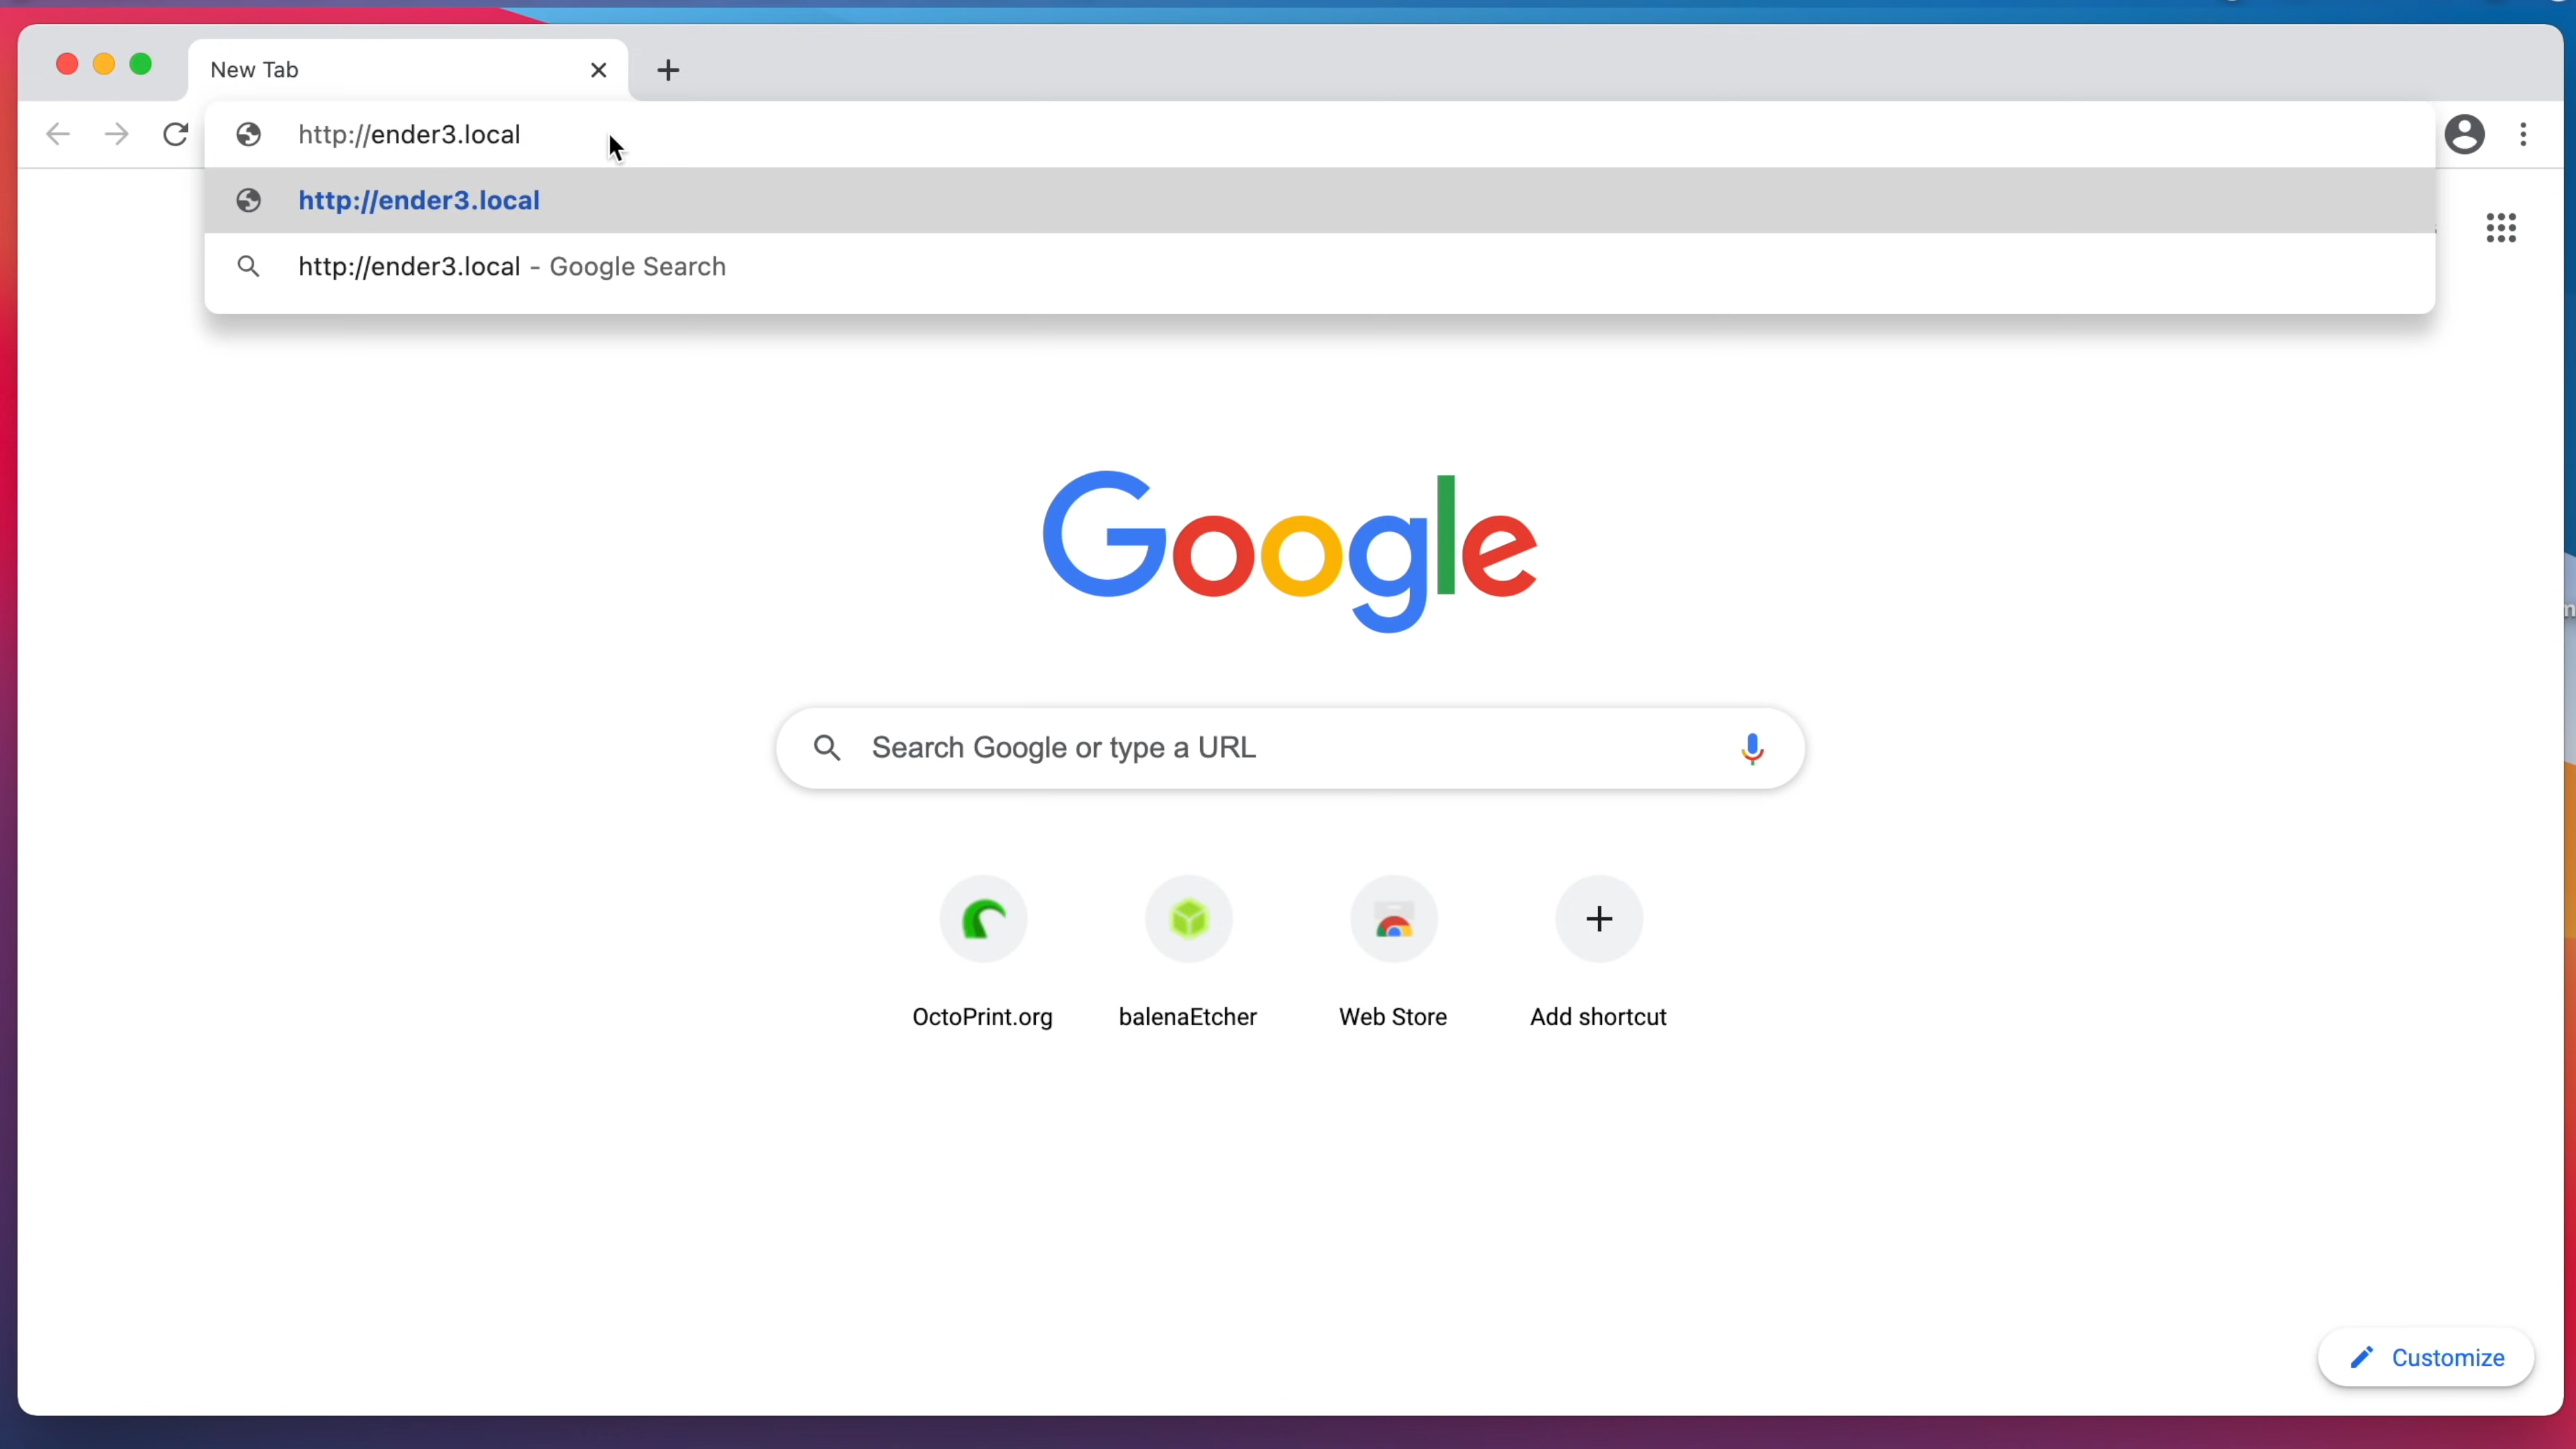 New Tab
http://ender3.local
http://ender3.local
http://ender3.local - Google Search
Google
Search Google or type a URL
OctoPrint.org
balenaEtcher
Web Store
Add shortcut
Customize